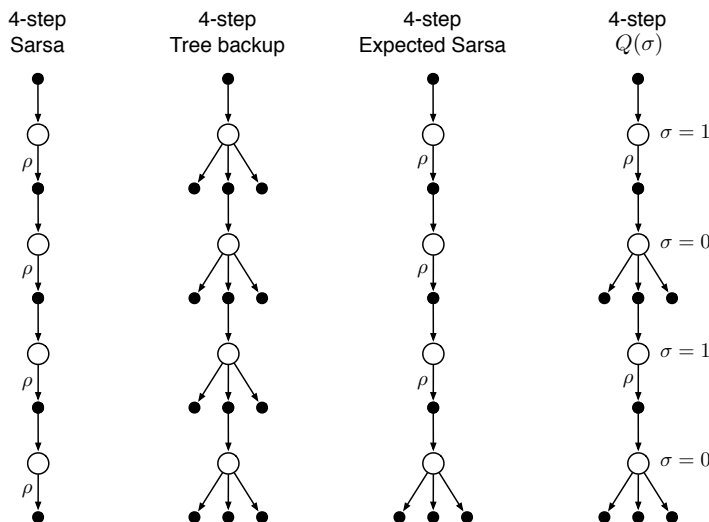 4-step
Sarsa
4-step
Tree backup
4-step
Expected Sarsa
4-step
Q(σ)
σ = 1
ρ
ρ
ρ
σ = 0
ρ
ρ
σ = 1
ρ
ρ
ρ
σ = 0
ρ